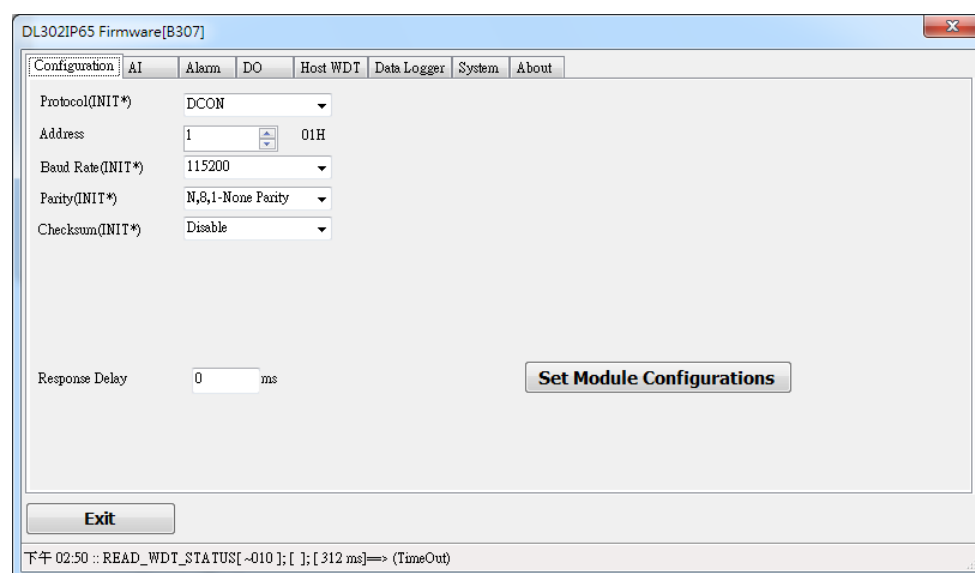 DL302IP65 Firmware[B307]
Configuration AI Alarm DO Host WDT Data Logger System About
Protocol(INIT*) DCON
Address 1 01H
Baud Rate(INIT*) 115200
Parity(INIT*) N,8,1-None Parity
Checksum(INIT*) Disable
Response Delay 0 ms Set Module Configurations
Exit
下午 02:50 :: READ_WDT_STATUS[ ~010 ]; [ ]; [ 312 ms]==> (TimeOut)